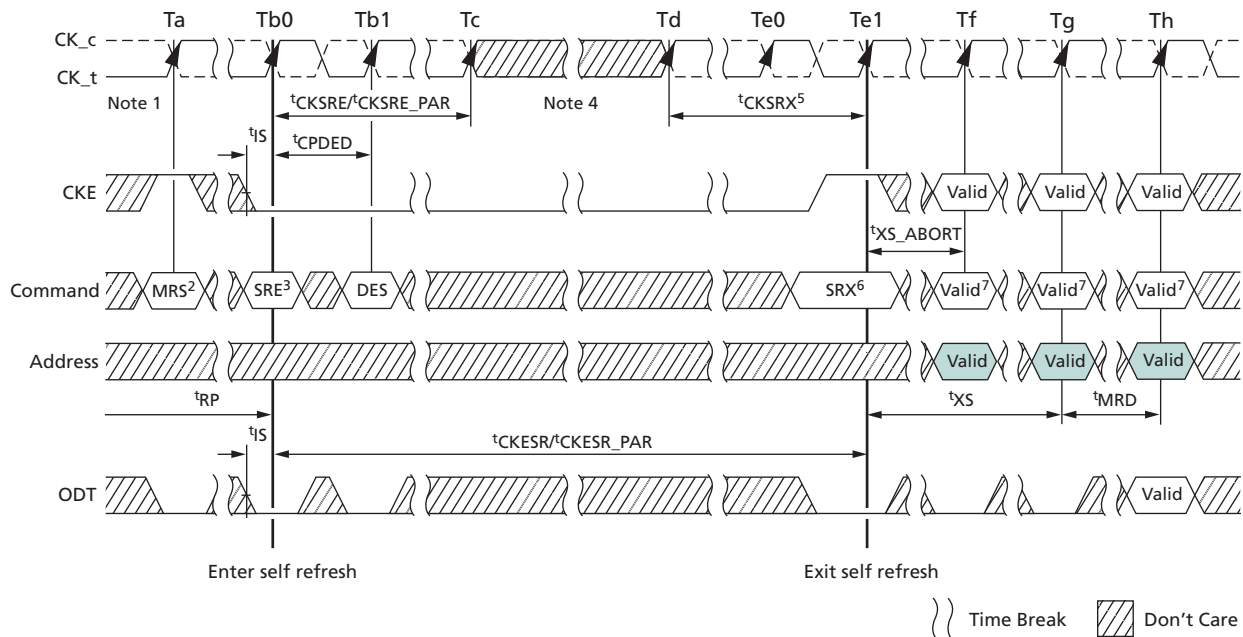 Ta Tb0 Tb1 Tc Td Te0 Te1 Tf Tg Th
CK_c
CK_t
Note 1 tCKSRE/tCKSRE_PAR Note 4 tCKSRX5
tIS tCPDED
CKE Valid Valid Valid
tXS_ABORT
Command MRS2 SRE3 DES SRX6 Valid7 Valid7 Valid7
Address Valid Valid Valid
tRP tXS tMRD
tIS tCKESR/tCKESR_PAR
ODT Valid
Enter self refresh Exit self refresh
Time Break Don't Care